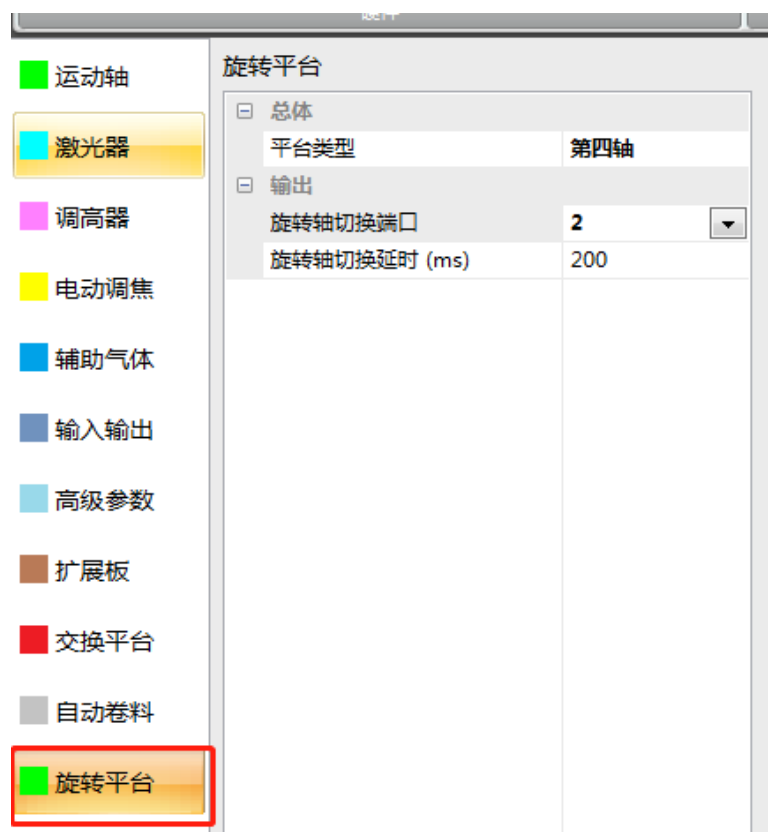 运动轴
激光器
调高器
电动调焦
辅助气体
输入输出
高级参数
扩展板
交换平台
自动卷料
旋转平台
旋转平台
总体
平台类型 第四轴
输出
旋转轴切换端口 2
旋转轴切换延时 (ms) 200